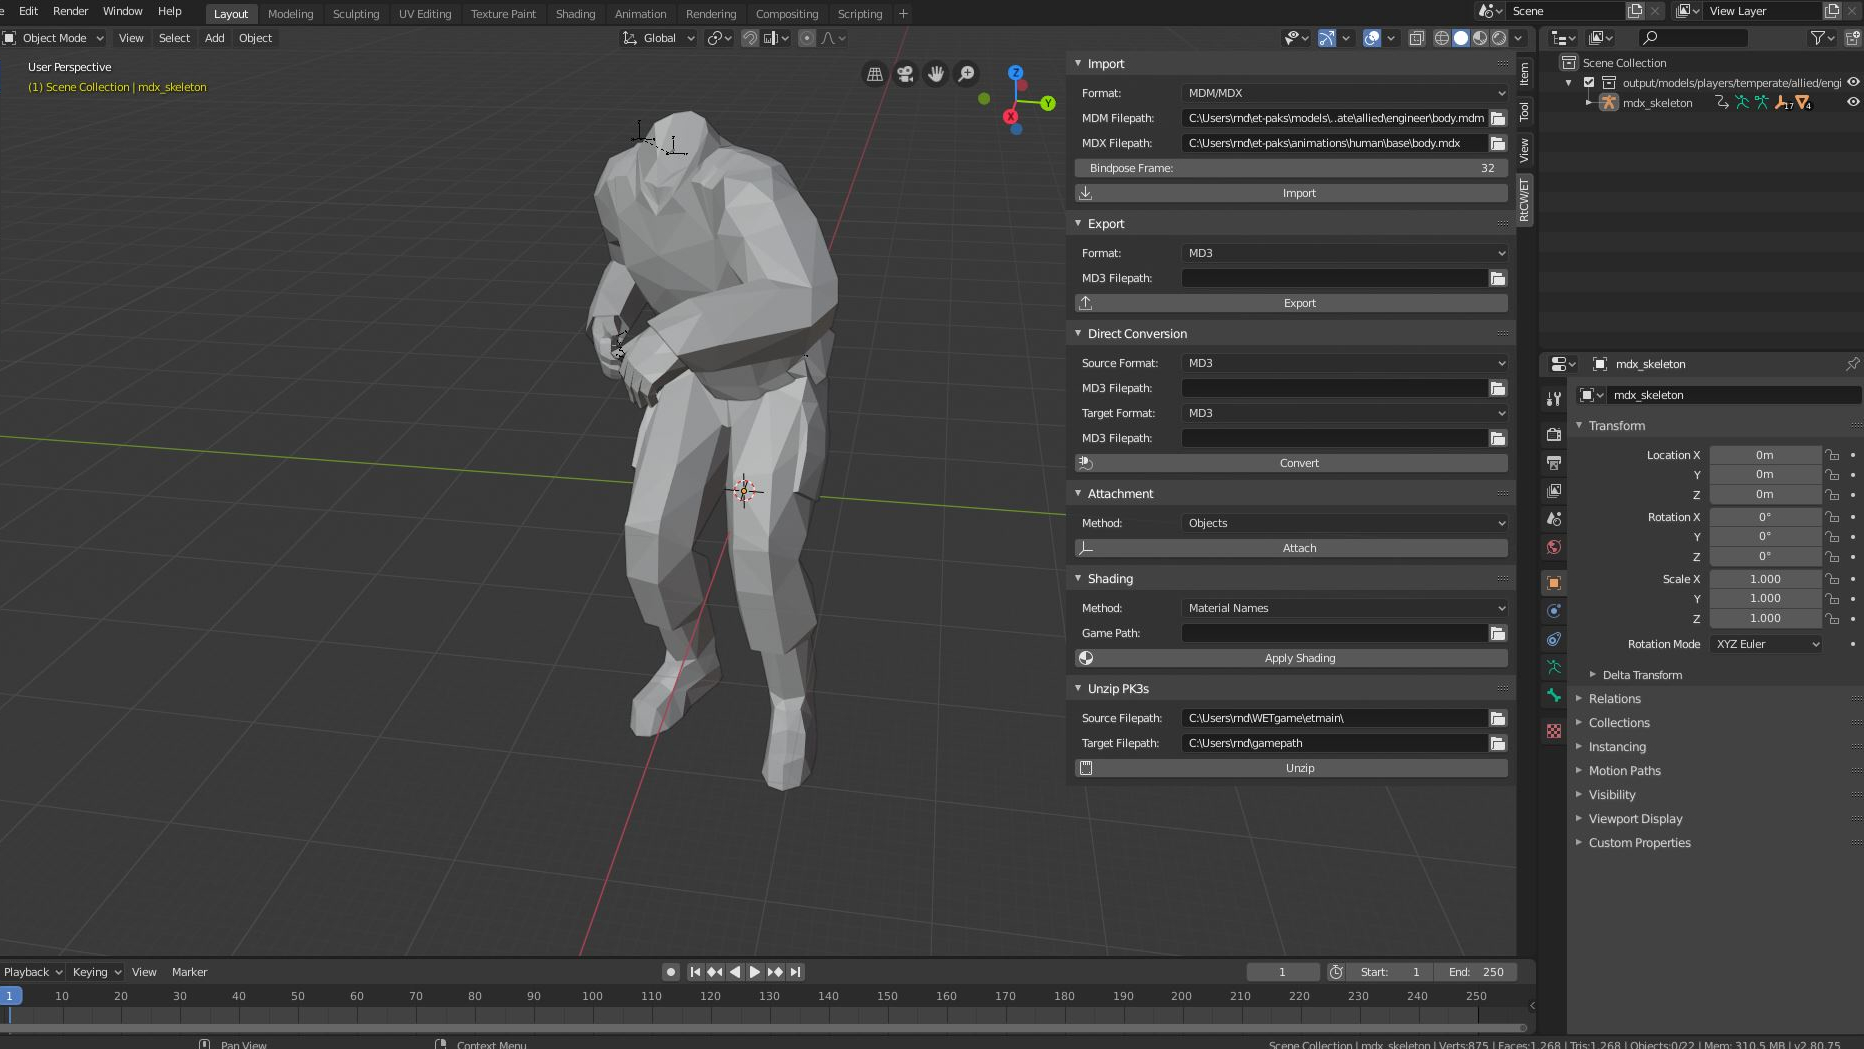 Edit Render Window Help Layout Modeling Sculpting UV Editing Texture Paint Shading Animation Rendering Compositing Scripting + Scene View Layer
Object Mode View Select Add Object Global
User Perspective
(1) Scene Collection | mdx_skeleton
Z
Y
X
Import
Format: MDM/MDX
MDM Filepath: C:\Users\rnd\et-paks\models\..ate\allied\engineer\body.mdm
MDX Filepath: C:\Users\rnd\et-paks\animations\human\base\body.mdx
Bindpose Frame: 32
Import
Export
Format: MD3
MD3 Filepath:
Export
Direct Conversion
Source Format: MD3
MD3 Filepath:
Target Format: MD3
MD3 Filepath:
Convert
Attachment
Method: Objects
Attach
Shading
Method: Material Names
Game Path:
Apply Shading
Unzip PK3s
Source Filepath: C:\Users\rnd\WETgame\etmain\
Target Filepath: C:\Users\rnd\gamepath
Unzip
Item
Tool
View
RtCW/ET
Scene Collection
output/models/players/temperate/allied/engi
mdx_skeleton 17 4
mdx_skeleton
mdx_skeleton
Transform
Location X 0m
Y 0m
Z 0m
Rotation X 0°
Y 0°
Z 0°
Scale X 1.000
Y 1.000
Z 1.000
Rotation Mode XYZ Euler
Delta Transform
Relations
Collections
Instancing
Motion Paths
Visibility
Viewport Display
Custom Properties
Playback Keying View Marker 1 Start: 1 End: 250
1 10 20 30 40 50 60 70 80 90 100 110 120 130 140 150 160 170 180 190 200 210 220 230 240 250
Pan View Context Menu Scene Collection | mdx_skeleton | Verts:875 | Faces:1,268 | Tris:1,268 | Objects:0/22 | Mem: 310.5 MB | v2.80.75